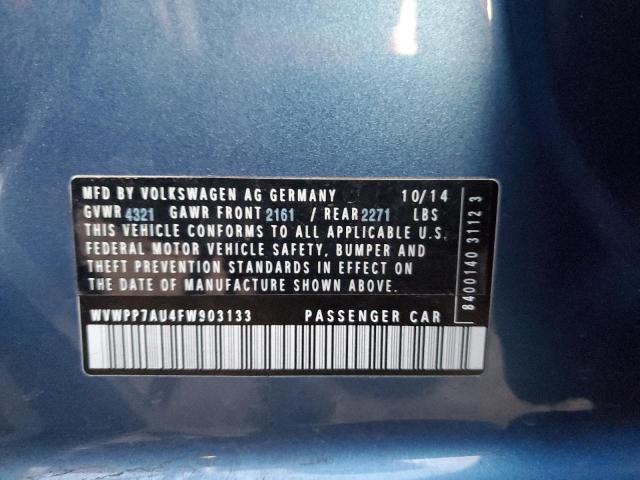 MFD BY VOLKSWAGEN AG GERMANY 10/14
GVWR 4321 GAWR FRONT 2161 / REAR 2271 LBS
THIS VEHICLE CONFORMS TO ALL APPLICABLE U.S.
FEDERAL MOTOR VEHICLE SAFETY, BUMPER AND
THEFT PREVENTION STANDARDS IN EFFECT ON
THE DATE OF MANUFACTURE SHOWN ABOVE.
WVWPP7AU4FW903133 PASSENGER CAR
8400140 3112 3